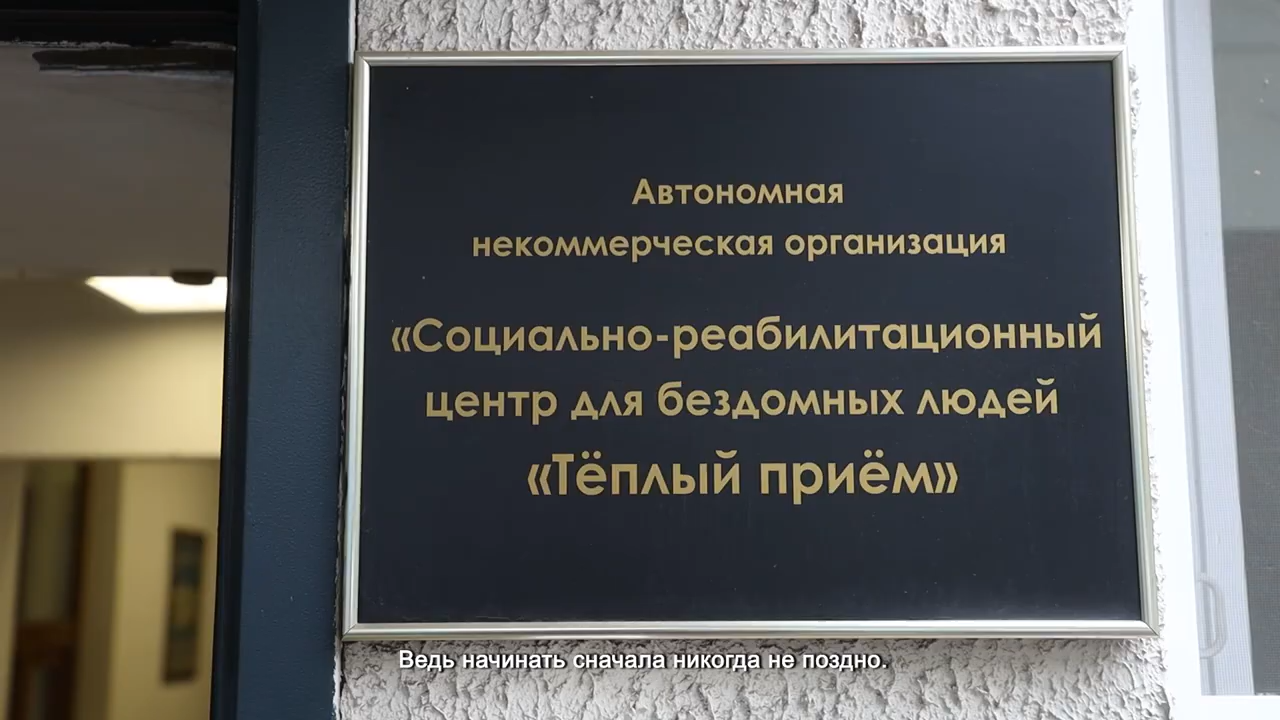 Автономная
некоммерческая организация
«Социально-реабилитационный
центр для бездомных людей
«Тёплый приём»
Ведь начинать сначала никогда не поздно.